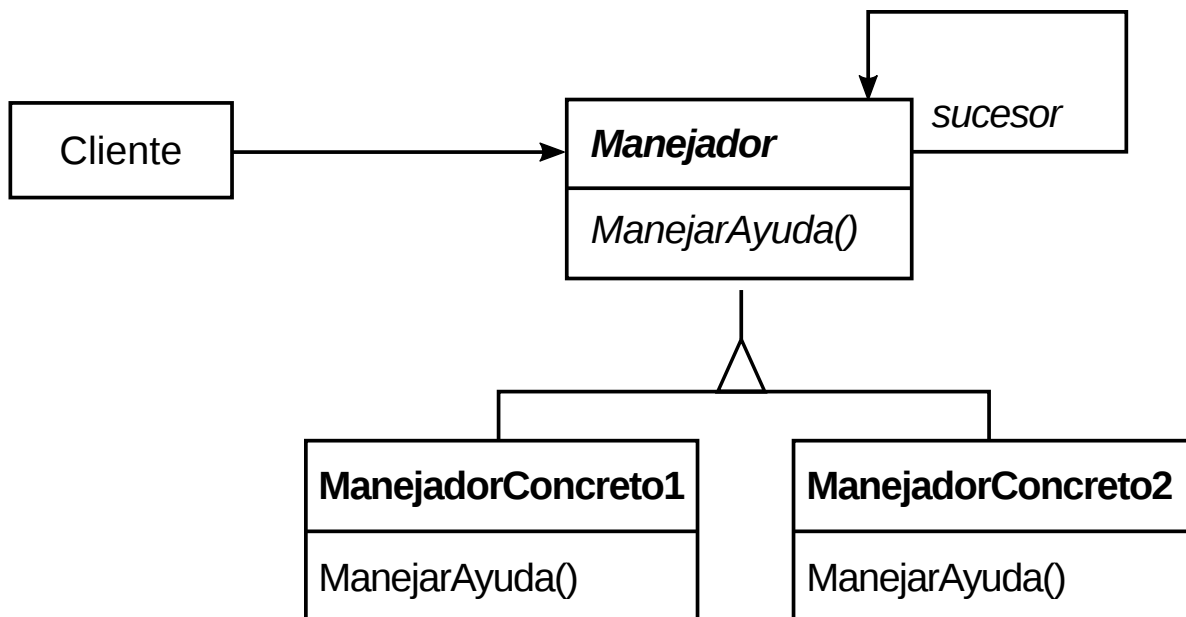 Cliente
Manejador
sucesor
ManejarAyuda()
ManejadorConcreto1
ManejadorConcreto2
ManejarAyuda()
ManejarAyuda()